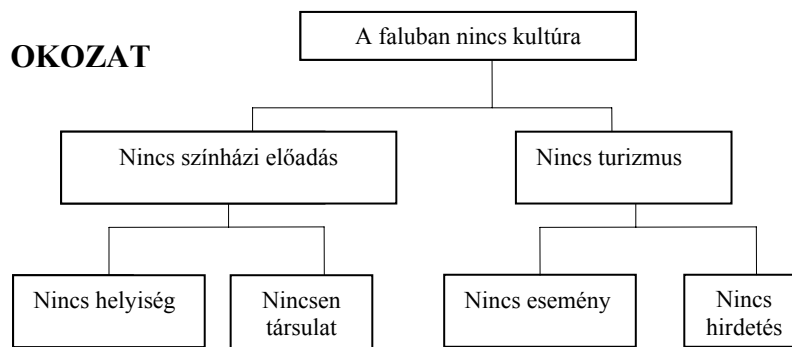 A faluban nincs kultúra
OKOZAT
Nincs színházi előadás
Nincs turizmus
Nincs helyiség
Nincsen
társulat
Nincs esemény
Nincs
hirdetés